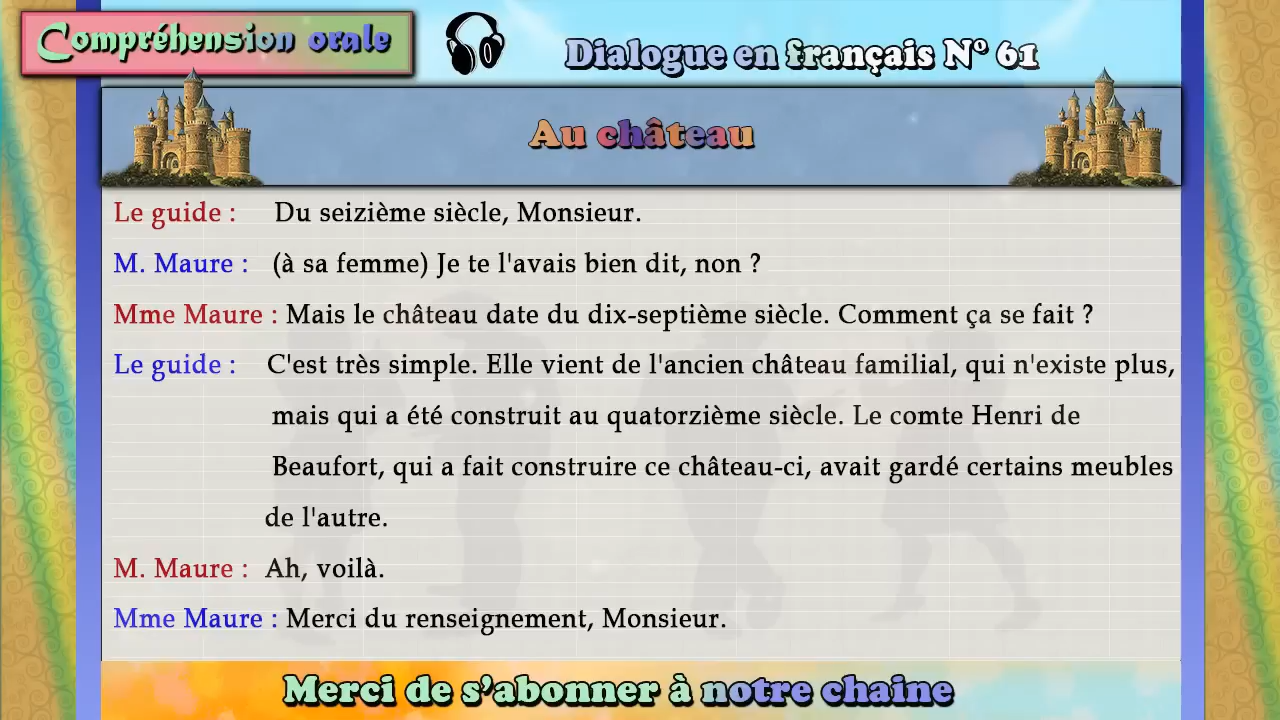 Compréhension orale
Dialogue en français N° 61
Au château
Le guide : Du seizième siècle, Monsieur.
M. Maure : (à sa femme) Je te l'avais bien dit, non ?
Mme Maure : Mais le château date du dix-septième siècle. Comment ça se fait ?
Le guide : C'est très simple. Elle vient de l'ancien château familial, qui n'existe plus,
mais qui a été construit au quatorzième siècle. Le comte Henri de
Beaufort, qui a fait construire ce château-ci, avait gardé certains meubles
de l'autre.
M. Maure : Ah, voilà.
Mme Maure : Merci du renseignement, Monsieur.
Merci de s'abonner à notre chaine